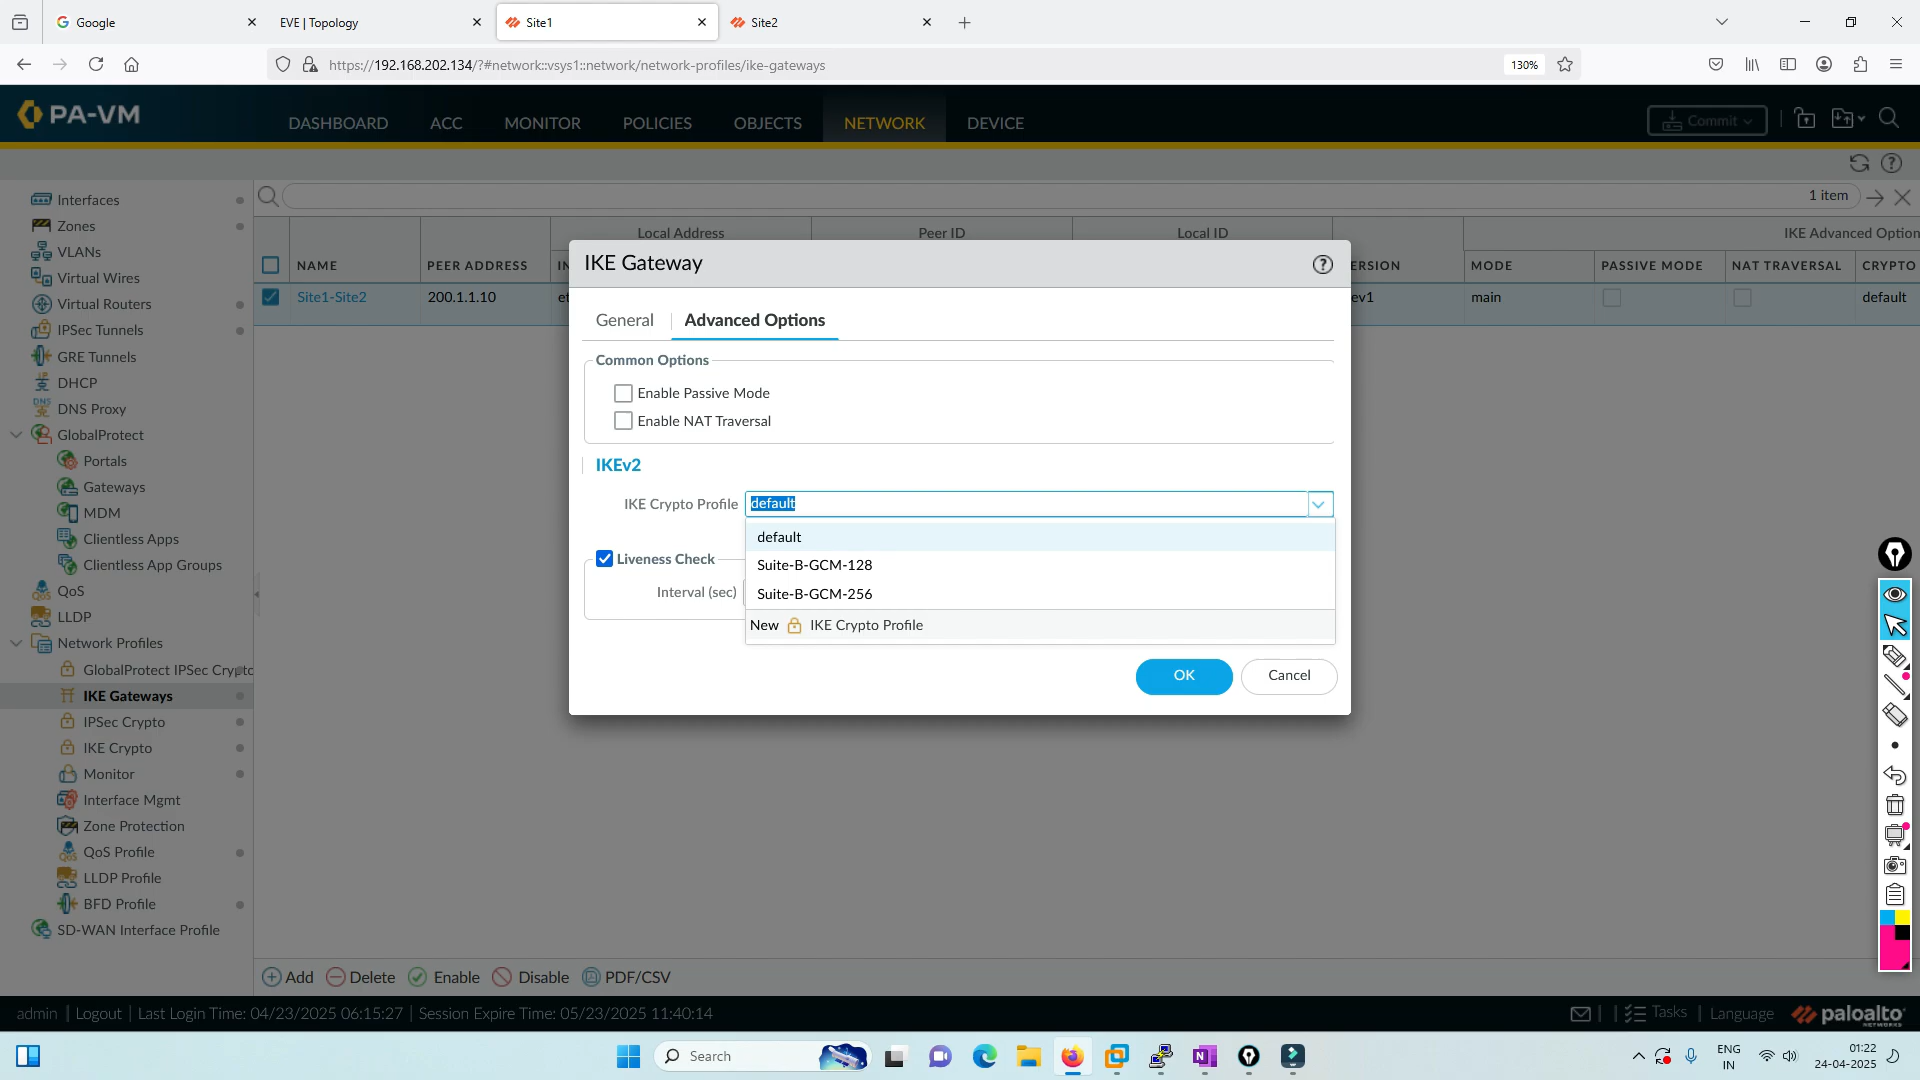 Google
EVE | Topology
Site1
Site2
https://192.168.202.134/?#network::vsys1::network/network-profiles/ike-gateways
130%
PA-VM
DASHBOARD
ACC
MONITOR
POLICIES
OBJECTS
NETWORK
DEVICE
Commit
Interfaces
Zones
VLANs
Virtual Wires
Virtual Routers
IPSec Tunnels
GRE Tunnels
DHCP
DNS Proxy
GlobalProtect
Portals
Gateways
MDM
Clientless Apps
Clientless App Groups
QoS
LLDP
Network Profiles
GlobalProtect IPSec Crypto
IKE Gateways
IPSec Crypto
IKE Crypto
Monitor
Interface Mgmt
Zone Protection
QoS Profile
LLDP Profile
BFD Profile
SD-WAN Interface Profile
1 item
Local Address
Peer ID
Local ID
IKE Advanced Option
NAME
PEER ADDRESS
IN
ERSION
MODE
PASSIVE MODE
NAT TRAVERSAL
CRYPTO
Site1-Site2
200.1.1.10
et
ev1
main
default
IKE Gateway
General
Advanced Options
Common Options
Enable Passive Mode
Enable NAT Traversal
IKEv2
IKE Crypto Profile
default
default
Suite-B-GCM-128
Suite-B-GCM-256
New IKE Crypto Profile
Liveness Check
Interval (sec)
OK
Cancel
Add
Delete
Enable
Disable
PDF/CSV
admin | Logout | Last Login Time: 04/23/2025 06:15:27 | Session Expire Time: 05/23/2025 11:40:14
Tasks | Language
paloalto
NETWORKS
Search
ENG
IN
01:22
24-04-2025